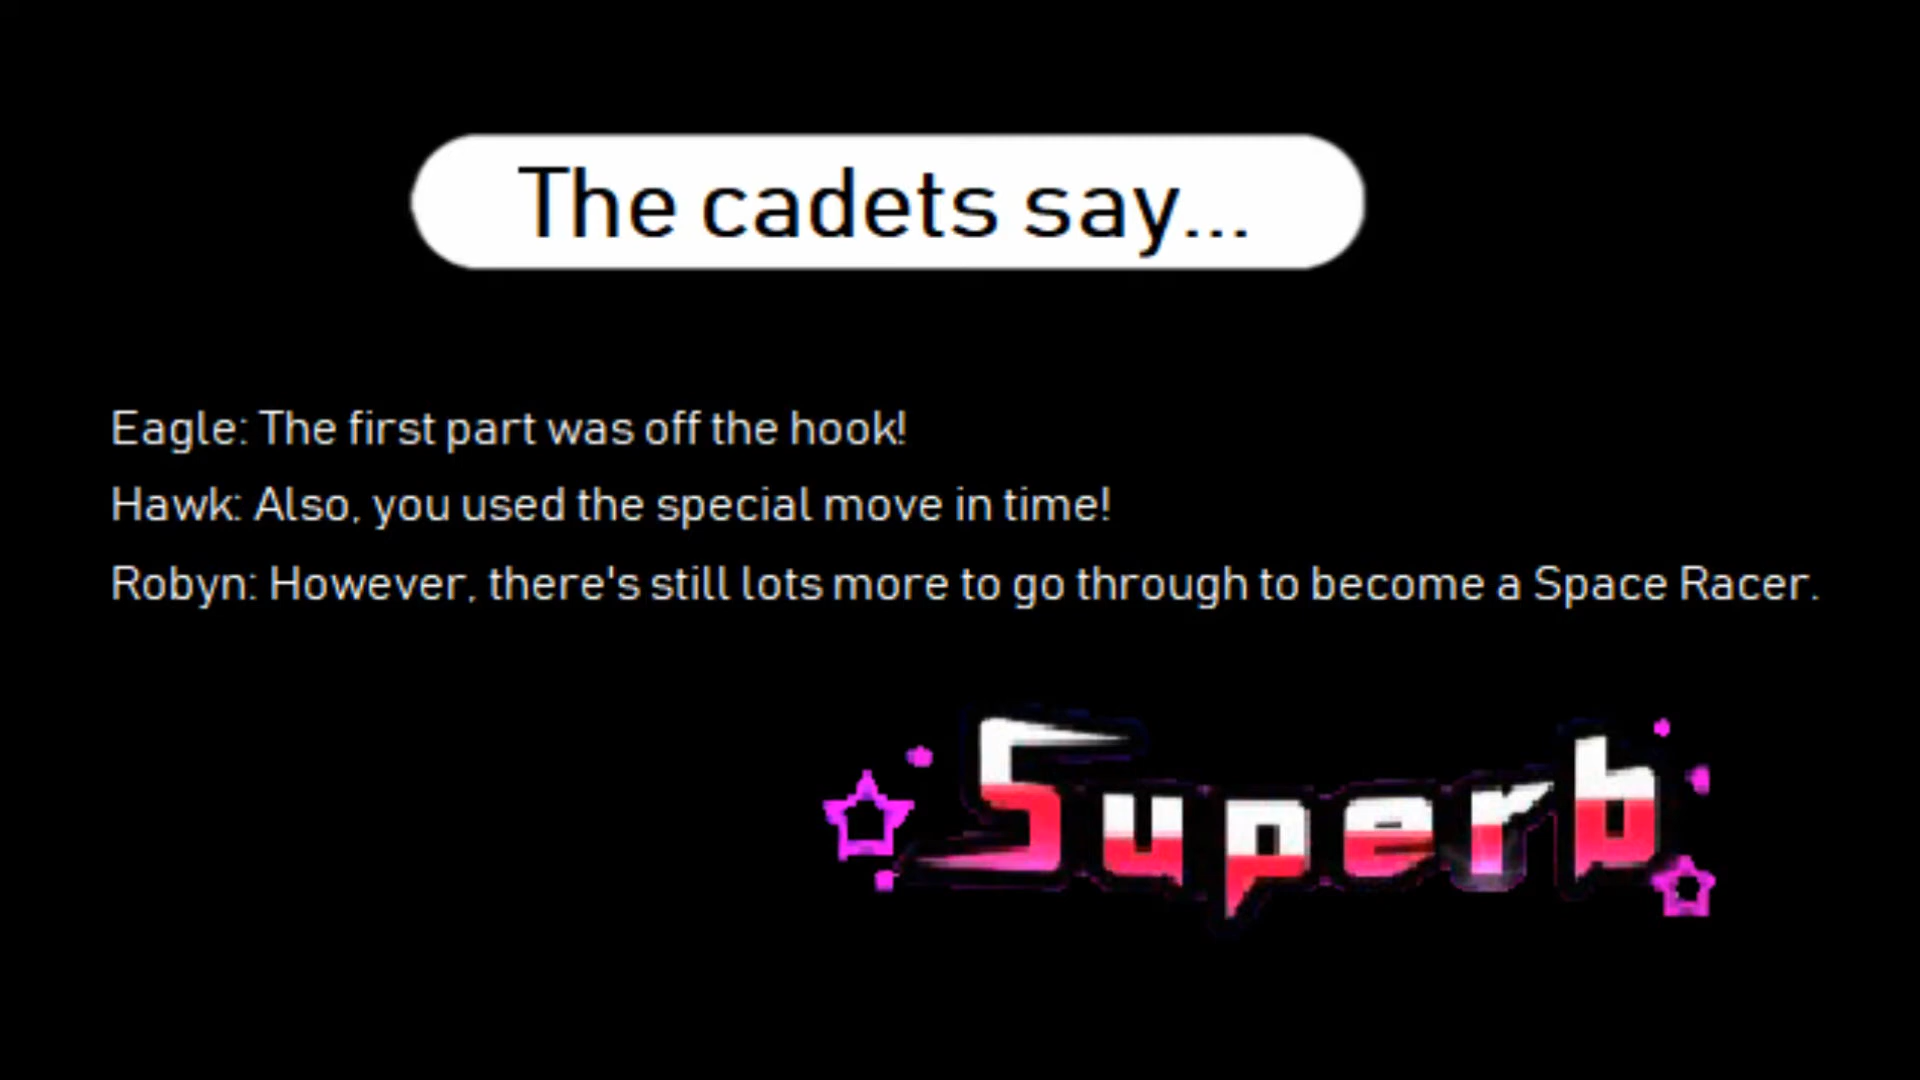 The cadets say...
Eagle: The first part was off the hook!
Hawk: Also, you used the special move in time!
Robyn: However, there's still lots more to go through to become a Space Racer.
Superb